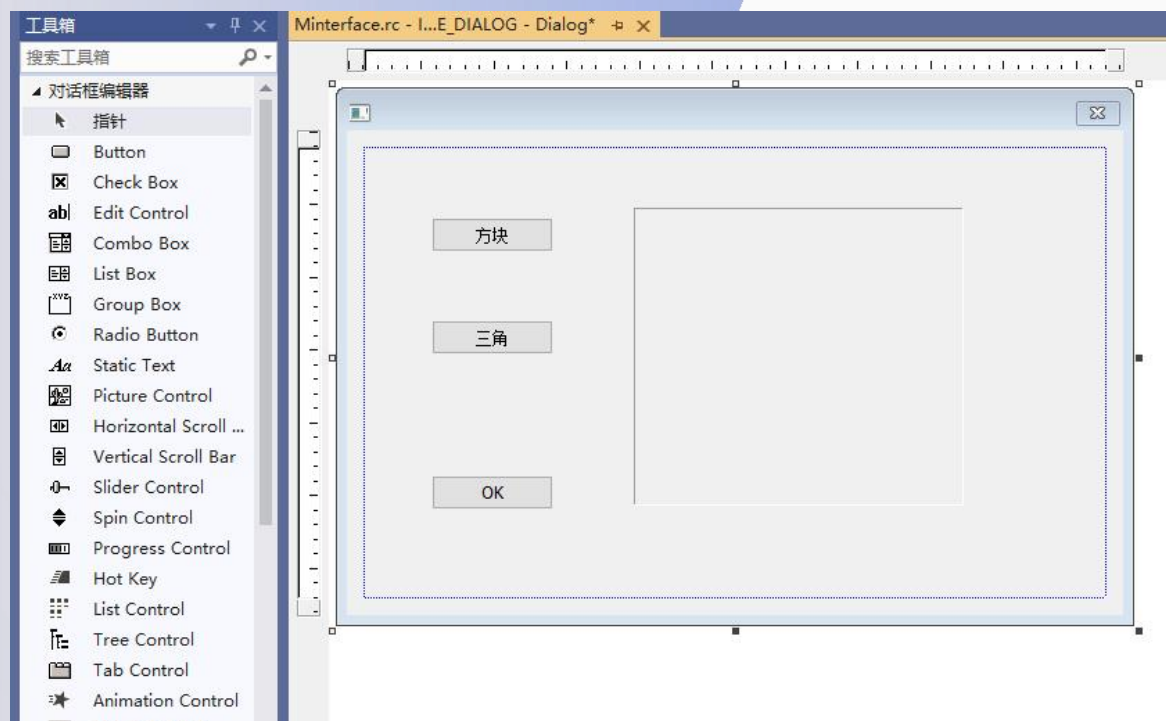 工具箱
Minterface.rc - I...E_DIALOG - Dialog*
搜索工具箱
对话框编辑器
指针
Button
Check Box
Edit Control
Combo Box
List Box
Group Box
Radio Button
Static Text
Picture Control
Horizontal Scroll ...
Vertical Scroll Bar
Slider Control
Spin Control
Progress Control
Hot Key
List Control
Tree Control
Tab Control
Animation Control
方块
三角
OK